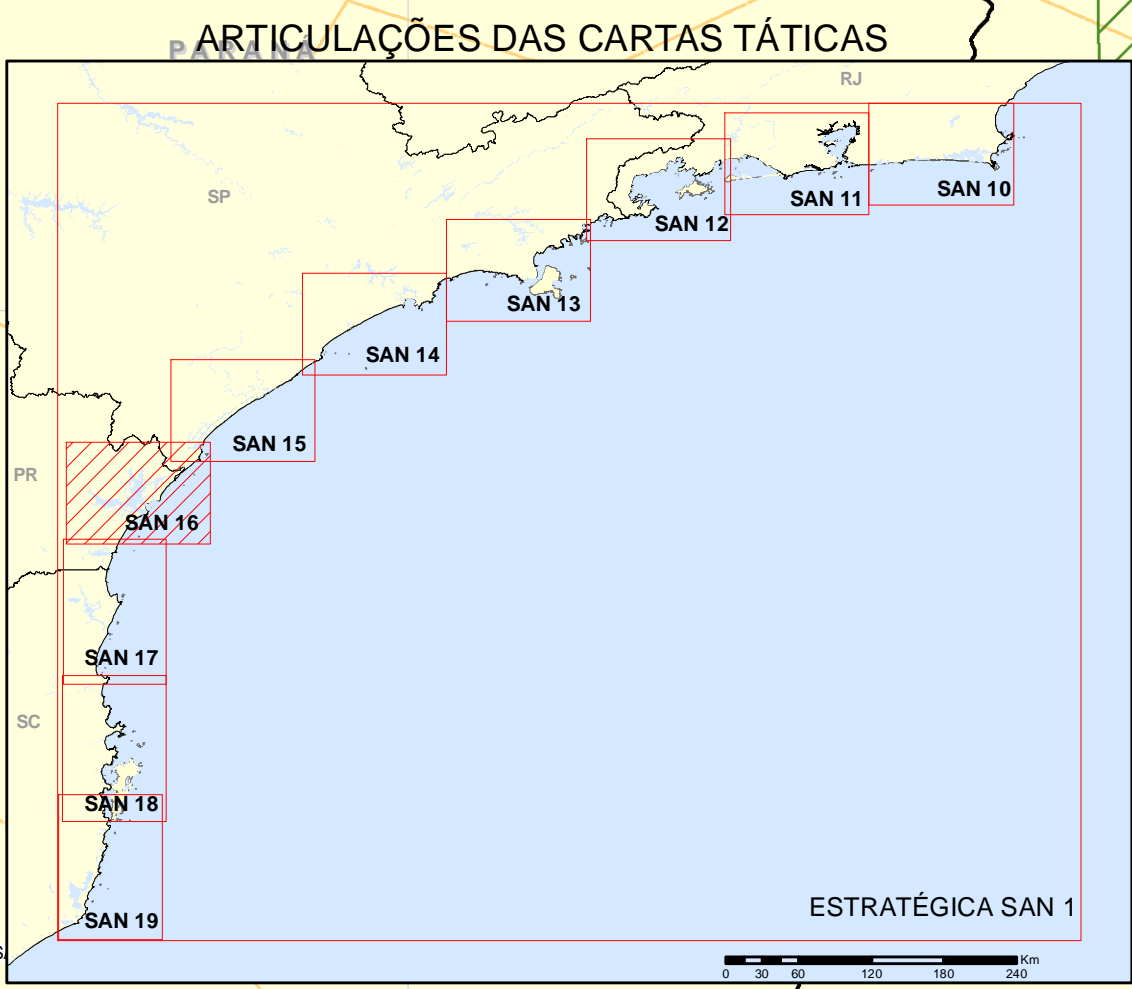 PARANÁ
ARTICULAÇÕES DAS CARTAS TÁTICAS
RJ
SP
SAN 10
SAN 11
SAN 12
SAN 13
SAN 14
SAN 15
PR
SAN 16
SAN 17
SC
SAN 18
SAN 19
ESTRATÉGICA SAN 1
Km
0 30 60 120 180 240